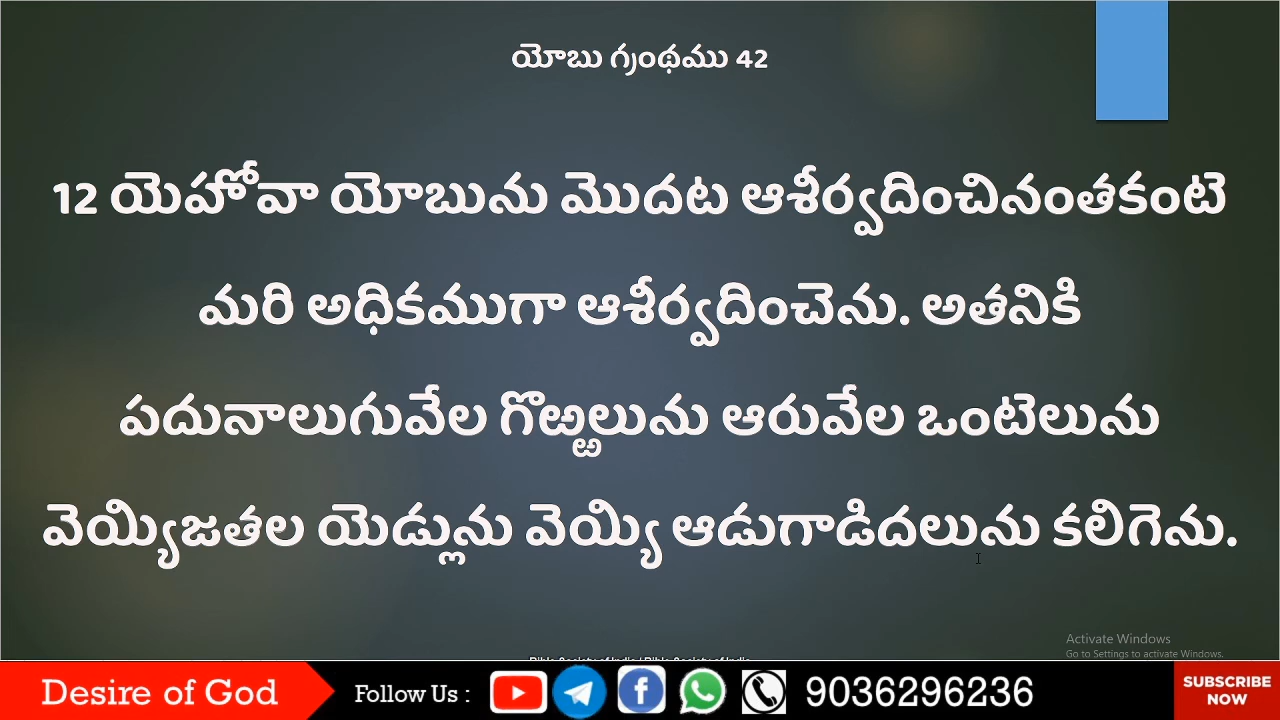 యోబు గ్రంథము 42
12 యెహోవా యోబును మొదట ఆశీర్వదించినంతకంటె
మరి అధికముగా ఆశీర్వదించెను. అతనికి
పదునాలుగువేల గొఱ్ఱలును ఆరువేల ఒంటెలును
వెయ్యిజతల యెడ్లును వెయ్యి ఆడుగాడిదలును కలిగెను.
Activate Windows
Go to Settings to activate Windows.
Desire of God
Follow Us :
9036296236
SUBSCRIBE
NOW